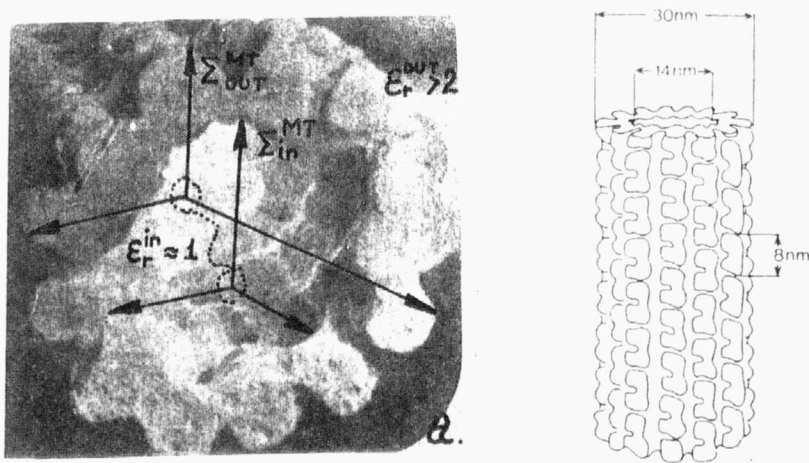 Σ^MT_OUT
ε_r^OUT >2
Σ^MT_in
ε_r^in ≈ 1
a.
30nm
14nm
8nm